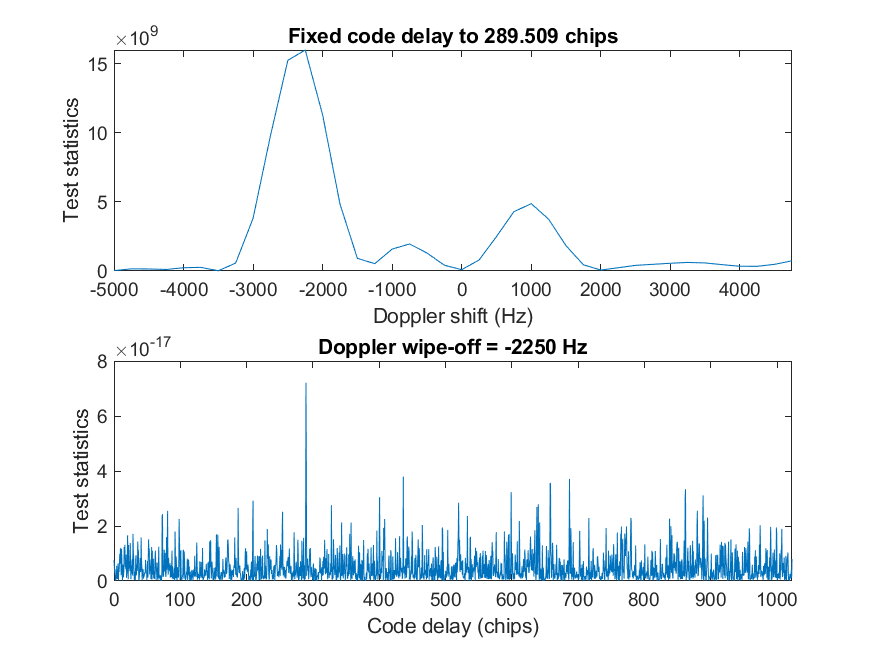 ×10^9
Fixed code delay to 289.509 chips
15
10
5
0
Test statistics
-5000 -4000 -3000 -2000 -1000 0 1000 2000 3000 4000
Doppler shift (Hz)
×10^-17
Doppler wipe-off = -2250 Hz
8
6
4
2
0
Test statistics
0 100 200 300 400 500 600 700 800 900 1000
Code delay (chips)